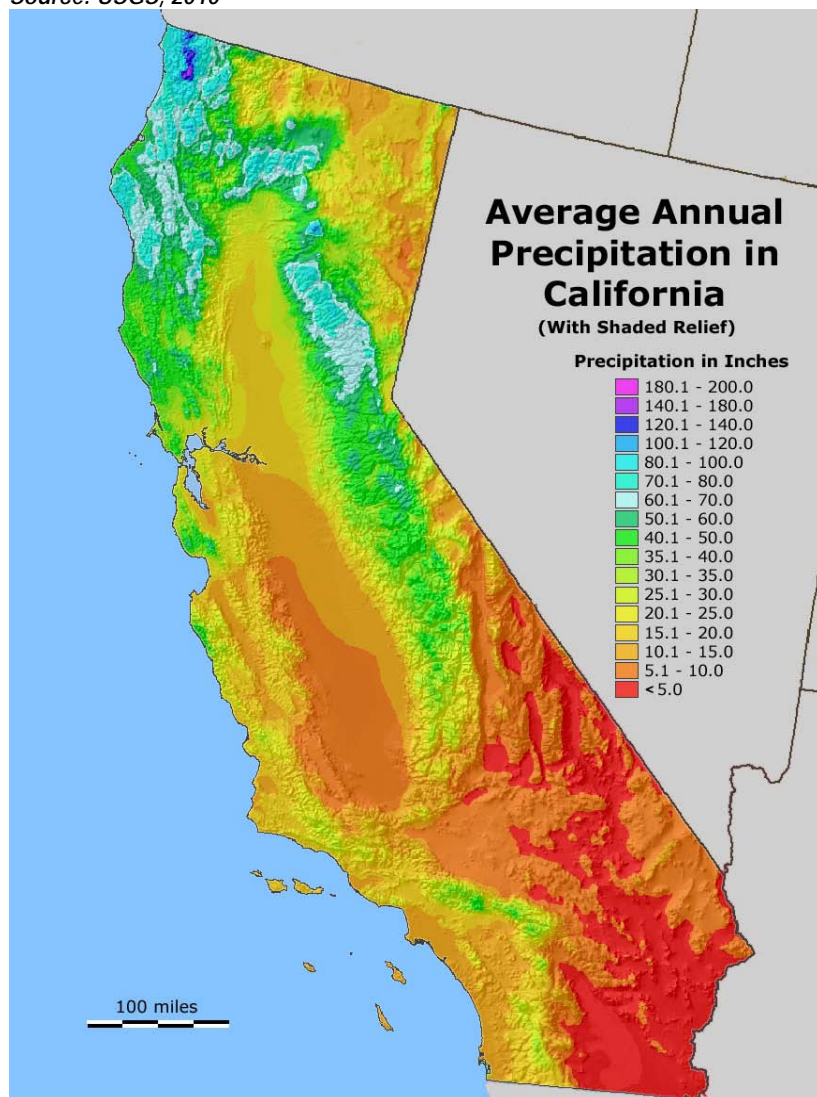 Source: USGS, 2010
Average Annual
Precipitation in
California
(With Shaded Relief)
Precipitation in Inches
180.1 - 200.0
140.1 - 180.0
120.1 - 140.0
100.1 - 120.0
80.1 - 100.0
70.1 - 80.0
60.1 - 70.0
50.1 - 60.0
40.1 - 50.0
35.1 - 40.0
30.1 - 35.0
25.1 - 30.0
20.1 - 25.0
15.1 - 20.0
10.1 - 15.0
5.1 - 10.0
<5.0
100 miles